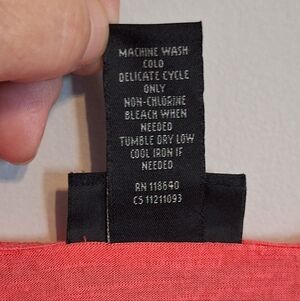 MACHINE WASH
COLD
DELICATE CYCLE
ONLY
NON-CHLORINE
BLEACH WHEN
NEEDED
TUMBLE DRY LOW
COOL IRON IF
NEEDED
RN 118640
CS 11211093